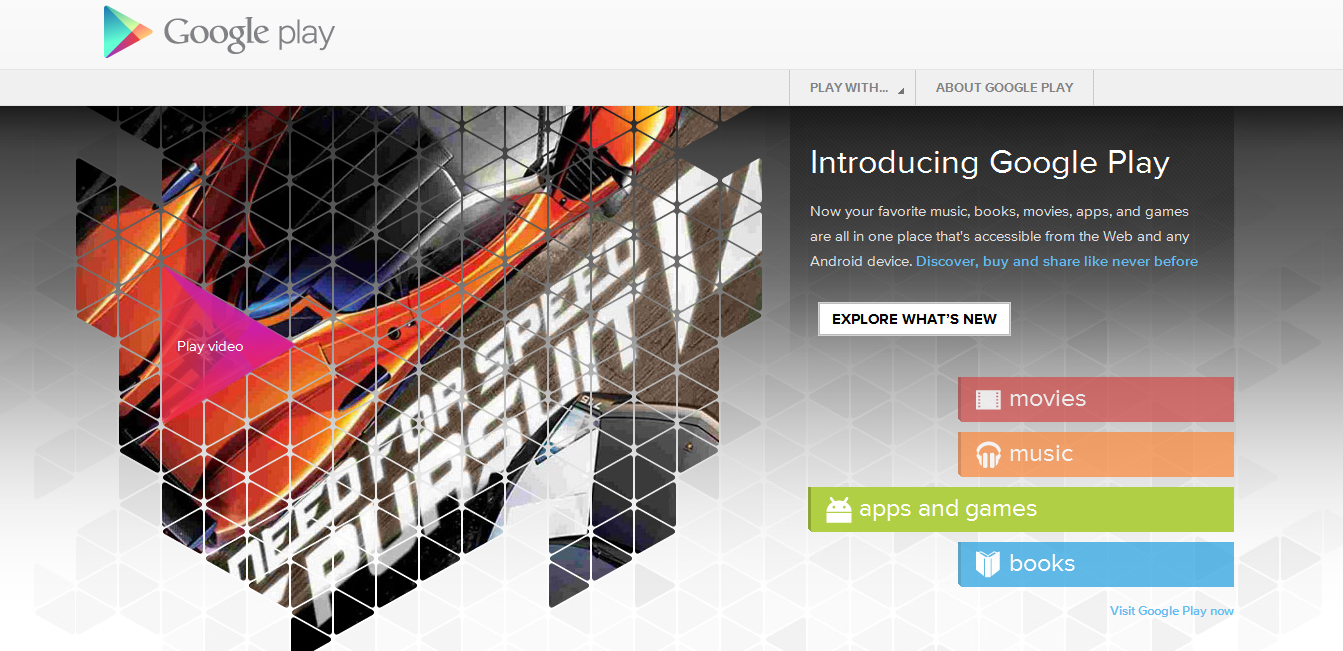 Google play
PLAY WITH...
ABOUT GOOGLE PLAY
Introducing Google Play
Now your favorite music, books, movies, apps, and games
are all in one place that's accessible from the Web and any
Android device. Discover, buy and share like never before
EXPLORE WHAT'S NEW
Play video
NEED FOR SPEED
PURSUIT
movies
music
apps and games
books
Visit Google Play now